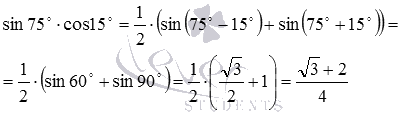 sin 75° · cos15° = 1/2 · (sin(75° − 15°) + sin(75° + 15°)) =
= 1/2 · (sin 60° + sin 90°) = 1/2 · (√3/2 + 1) = (√3 + 2)/4
STUDENTS